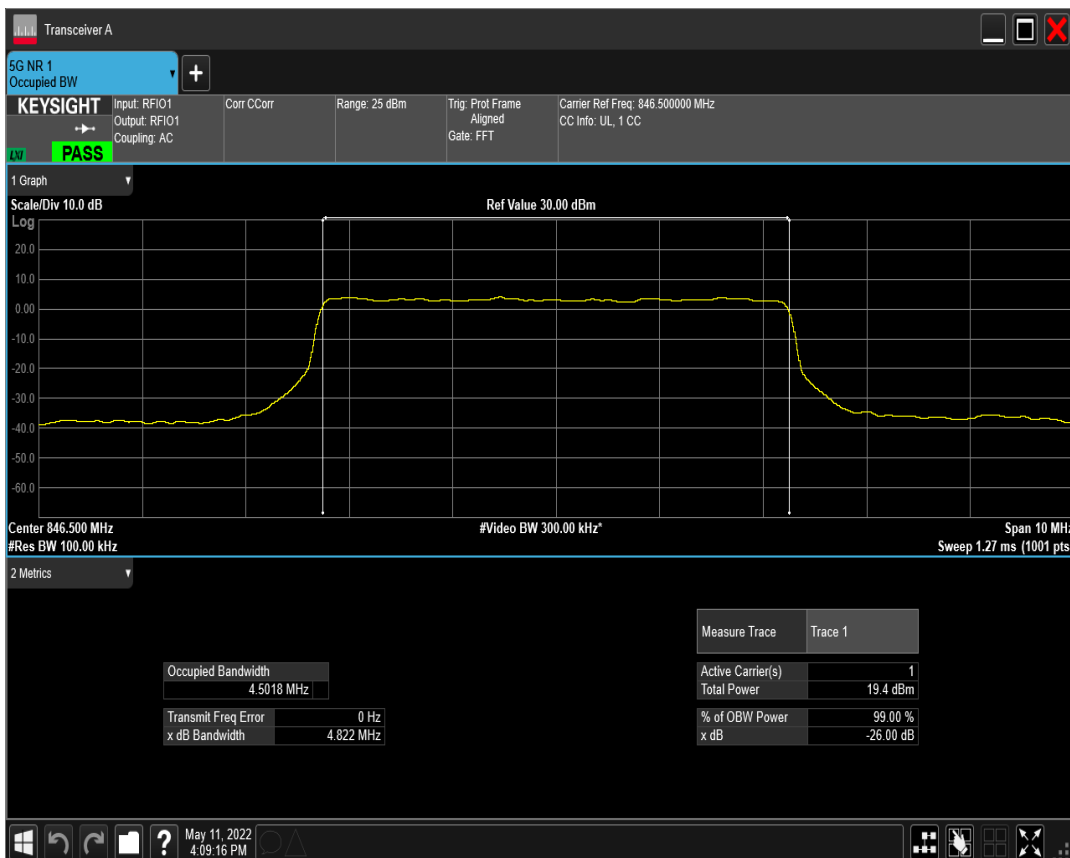 Transceiver A
5G NR 1
Occupied BW
KEYSIGHT
Input: RFIO1
Output: RFIO1
Coupling: AC
Corr CCorr
Range: 25 dBm
Trig: Prot Frame
Aligned
Gate: FFT
Carrier Ref Freq: 846.500000 MHz
CC Info: UL, 1 CC
LXI
PASS
1 Graph
Scale/Div 10.0 dB
Ref Value 30.00 dBm
Log
20.0
10.0
0.00
-10.0
-20.0
-30.0
-40.0
-50.0
-60.0
Center 846.500 MHz
#Video BW 300.00 kHz*
Span 10 MHz
#Res BW 100.00 kHz
Sweep 1.27 ms (1001 pts
2 Metrics
Measure Trace Trace 1
Occupied Bandwidth
4.5018 MHz
Active Carrier(s) 1
Total Power 19.4 dBm
Transmit Freq Error 0 Hz
x dB Bandwidth 4.822 MHz
% of OBW Power 99.00 %
x dB -26.00 dB
?
May 11, 2022
4:09:16 PM